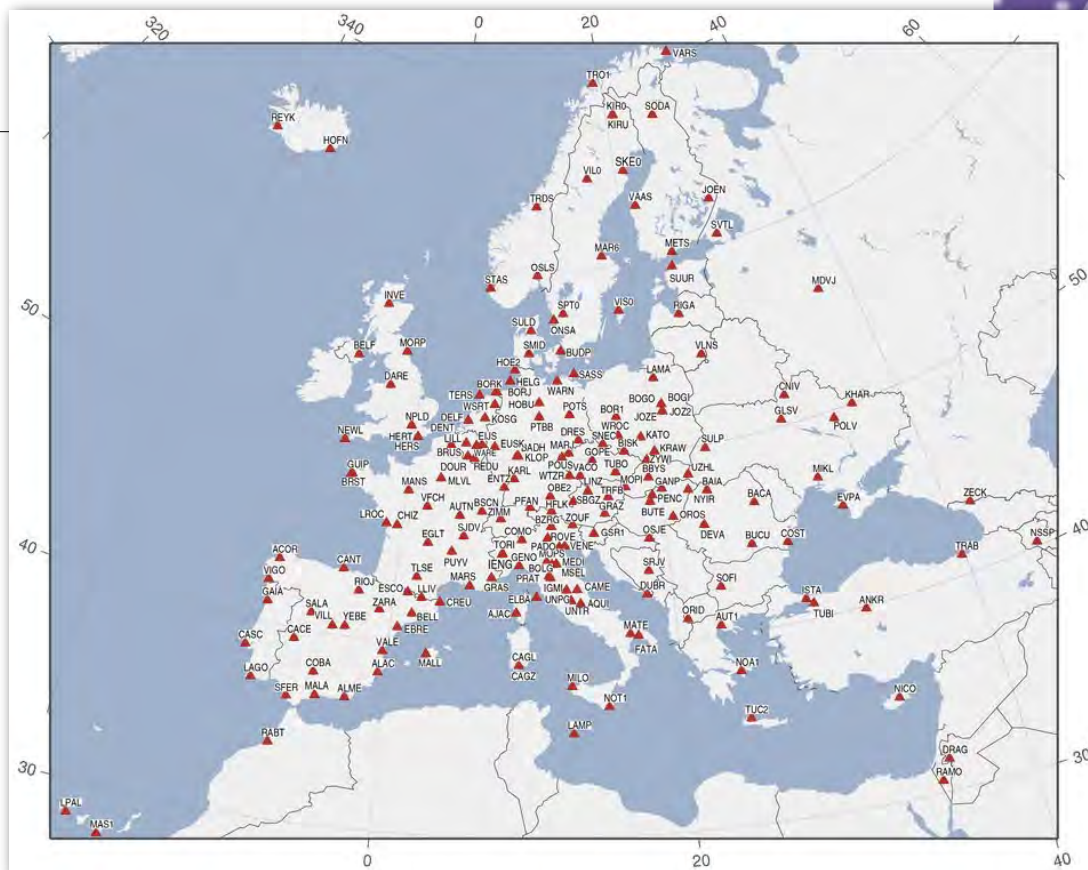 320 340 0 20 40 60
VARS
TRO1
KIR0 SODA
KIRU
REYK
HOFN
SKE0
VIL0
JOEN
TRDS VAAS
SVTL
METS
MAR6
OSLS
SUUR
STAS
MDVJ
50
INVE
SPT0 VIS0 RIGA
50
SULD ONSA
BELF MORP
SMID BUDP
VLNS
HOE2
DARE
HELG SASS
LAMA
BORK
TERS BORJ WARN
CNIV
WSRT HOBU
BOGO BOGI
KHAR
NPLD DELF KOSG POTS BOR1 JOZE JOZ2
GLSV
POLV
NEWL HERT DENT PTBB WROC
HERS LILL EIJS EUSK DRES SNEC KATO
BRUS WARE BADH MARJ BISK KRAW SULP
GUIP REDU KLOP GOPE ZYWI
BRST DOUR KARL POUS TUBO BBYS UZHL
MIKL
MANS MLVL ENTZ WTZR VACO MOPI GANP BAIA
LINZ
EVPA
ZECK
VFCH BSCN PFAN OBE2 TRFB PENC
BACA
LROC CHIZ AUTN ZIMM HFLK SBGZ GRAZ BUTE OROS
NSSP
SJDV BZRG ZOUF DEVA
EGLT COMO GSR1 OSJE
BUCU COST
40
ACOR TORI ROVE
PADO VENE
TRAB
CANT PUYV IENG GENO MOPS
VIGO TLSE BOLG MEDI SRJV
GAIA RIOJ ESCO MARS GRAS PRAT MSEL
SOFI
40
LLIV IGMI CAME DUBR
ISTA
ANKR
SALA ZARA CREU ELBA UNPG AQUI
TUBI
VILL YEBE BELL AJAC UNTR ORID AUT1
CASC CACE EBRE MATE
FATA
VALE
LAGO COBA ALAC MALL CAGL
CAGZ
NOA1
MILO
NICO
SFER MALA ALME
NOT1 TUC2
RABT LAMP
DRAG
30 30
RAMO
LPAL
MAS1
0 20 40